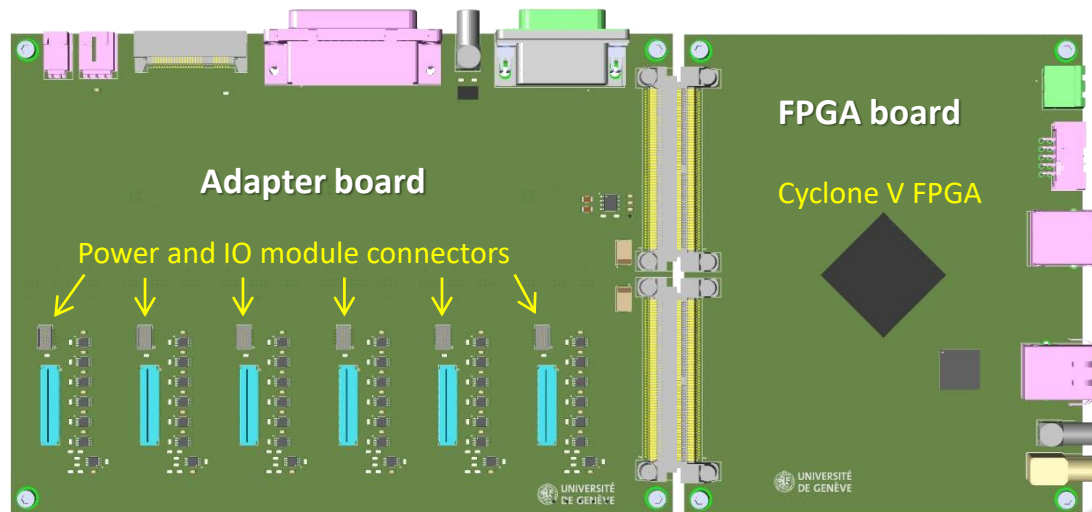 FPGA board
Adapter board
Cyclone V FPGA
Power and IO module connectors
UNIVERSITÉ
DE GENÈVE
UNIVERSITÉ
DE GENÈVE